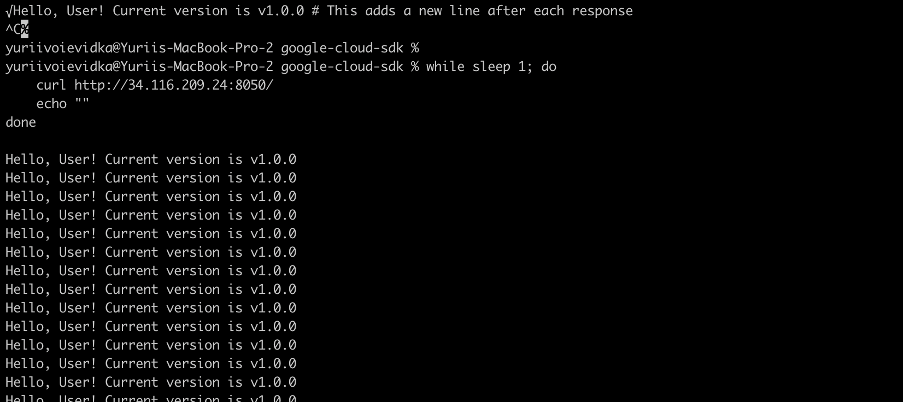 √Hello, User! Current version is v1.0.0 # This adds a new line after each response
^C%
yuriivoievidka@Yuriis-MacBook-Pro-2 google-cloud-sdk %
yuriivoievidka@Yuriis-MacBook-Pro-2 google-cloud-sdk % while sleep 1; do
    curl http://34.116.209.24:8050/
    echo ""
done

Hello, User! Current version is v1.0.0
Hello, User! Current version is v1.0.0
Hello, User! Current version is v1.0.0
Hello, User! Current version is v1.0.0
Hello, User! Current version is v1.0.0
Hello, User! Current version is v1.0.0
Hello, User! Current version is v1.0.0
Hello, User! Current version is v1.0.0
Hello, User! Current version is v1.0.0
Hello, User! Current version is v1.0.0
Hello, User! Current version is v1.0.0
Hello, User! Current version is v1.0.0
Hello, User! Current version is v1.0.0
Hello, User! Current version is v1.0.0